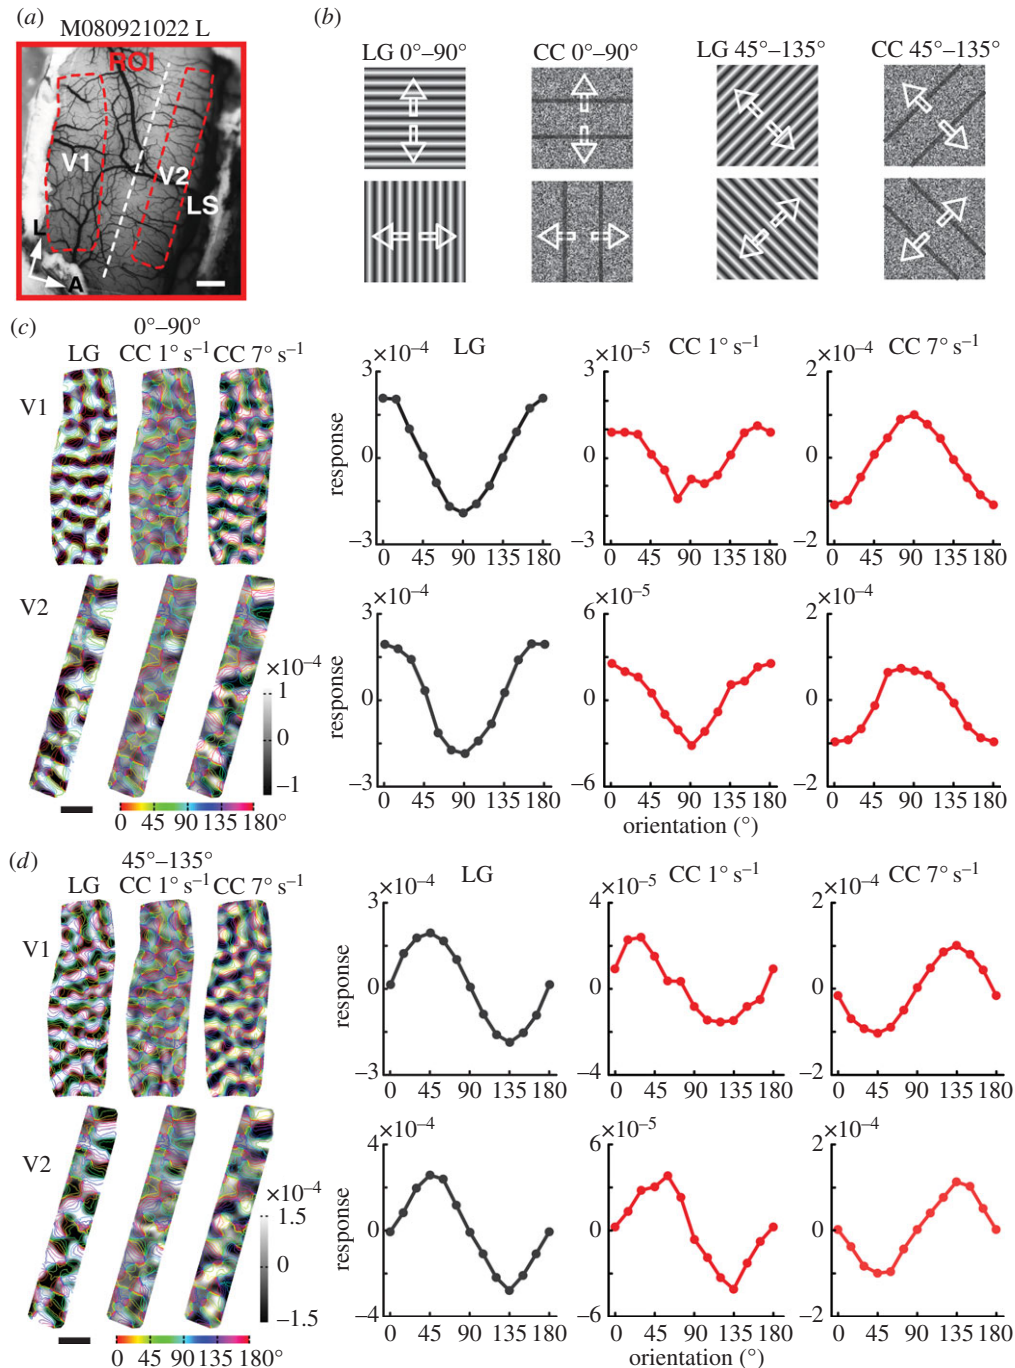 (a)
M080921022 L
ROI
V1
V2
LS
L
A
(b)
LG 0°–90°
CC 0°–90°
LG 45°–135°
CC 45°–135°
(c)
0°–90°
LG
CC 1° s⁻¹
CC 7° s⁻¹
V1
V2
×10⁻⁴
1
0
−1
0 45 90 135 180°
×10⁻⁴
LG
3
0
−3
response
0 45 90 135 180
×10⁻⁵
CC 1° s⁻¹
3
0
−3
0 45 90 135 180
×10⁻⁴
CC 7° s⁻¹
2
0
−2
0 45 90 135 180
×10⁻⁴
3
0
−3
response
0 45 90 135 180
×10⁻⁵
6
0
−6
0 45 90 135 180
×10⁻⁴
2
0
−2
0 45 90 135 180
orientation (°)
(d)
45°–135°
LG
CC 1° s⁻¹
CC 7° s⁻¹
V1
V2
×10⁻⁴
1.5
0
−1.5
0 45 90 135 180°
×10⁻⁴
LG
3
0
−3
response
0 45 90 135 180
×10⁻⁵
CC 1° s⁻¹
4
0
−4
0 45 90 135 180
×10⁻⁴
CC 7° s⁻¹
2
0
−2
0 45 90 135 180
×10⁻⁴
4
0
−4
response
0 45 90 135 180
×10⁻⁵
6
0
−6
0 45 90 135 180
×10⁻⁴
2
0
−2
0 45 90 135 180
orientation (°)